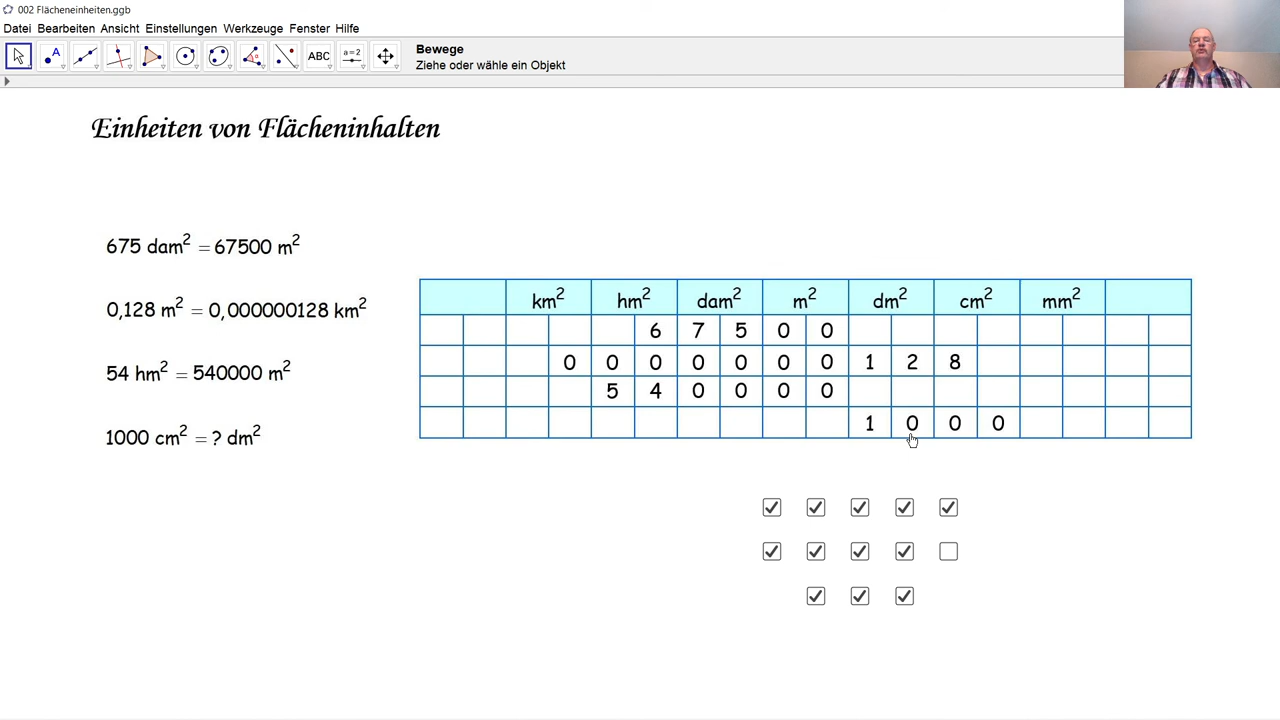 002 Flächeneinheiten.ggb
Datei Bearbeiten Ansicht Einstellungen Werkzeuge Fenster Hilfe
A ABC a=2
Bewege
Ziehe oder wähle ein Objekt
Einheiten von Flächeninhalten
675 dam² = 67500 m²
0,128 m² = 0,000000128 km²
54 hm² = 540000 m²
1000 cm² = ? dm²
km² hm² dam² m² dm² cm² mm²
6 7 5 0 0
0 0 0 0 0 0 0 1 2 8
5 4 0 0 0 0
1 0 0 0